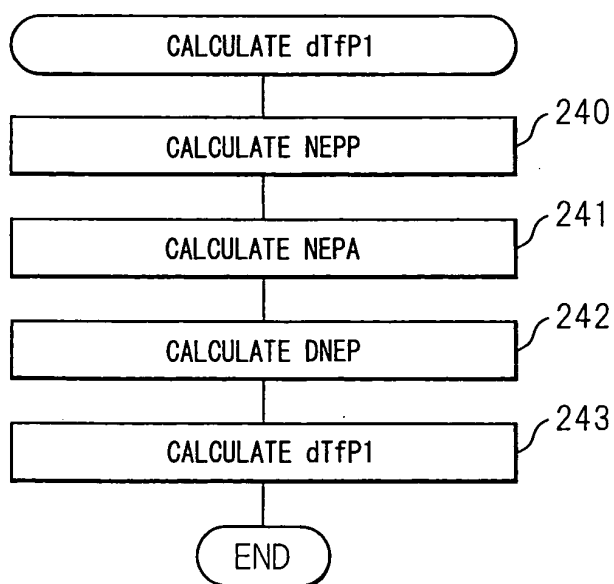 CALCULATE dTfP1
CALCULATE NEPP
240
CALCULATE NEPA
241
CALCULATE DNEP
242
CALCULATE dTfP1
243
END